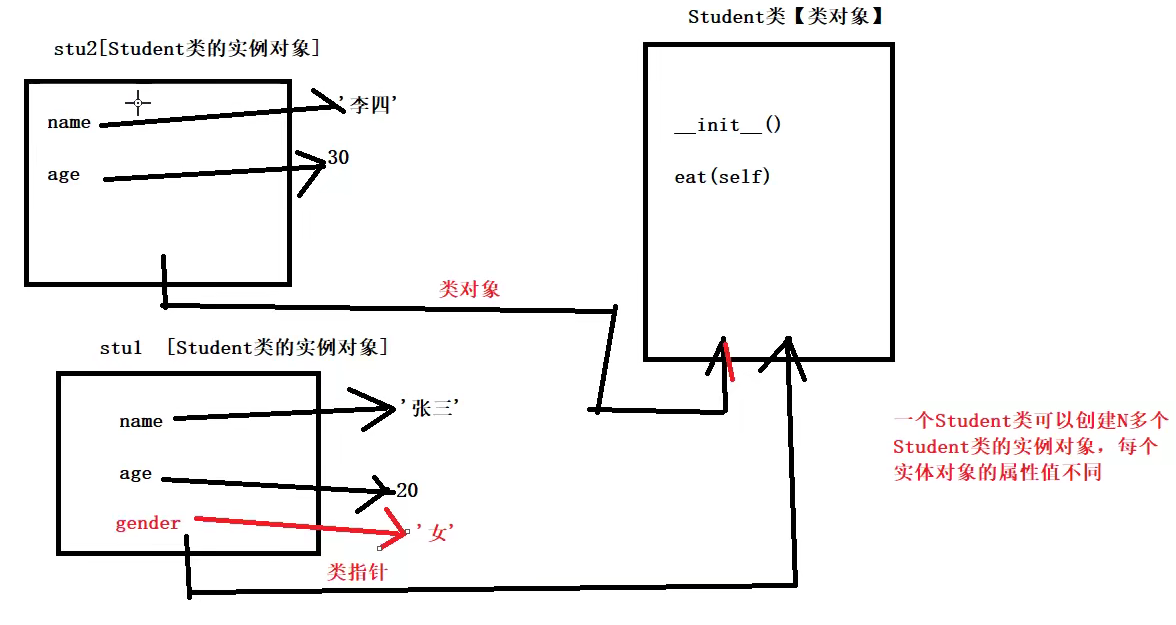 Student类【类对象】
stu2[Student类的实例对象]
name
'李四'
age
30
__init__()
eat(self)
类对象
stu1 [Student类的实例对象]
name
'张三'
age
20
gender
'女'
类指针
一个Student类可以创建N多个
Student类的实例对象，每个
实体对象的属性值不同